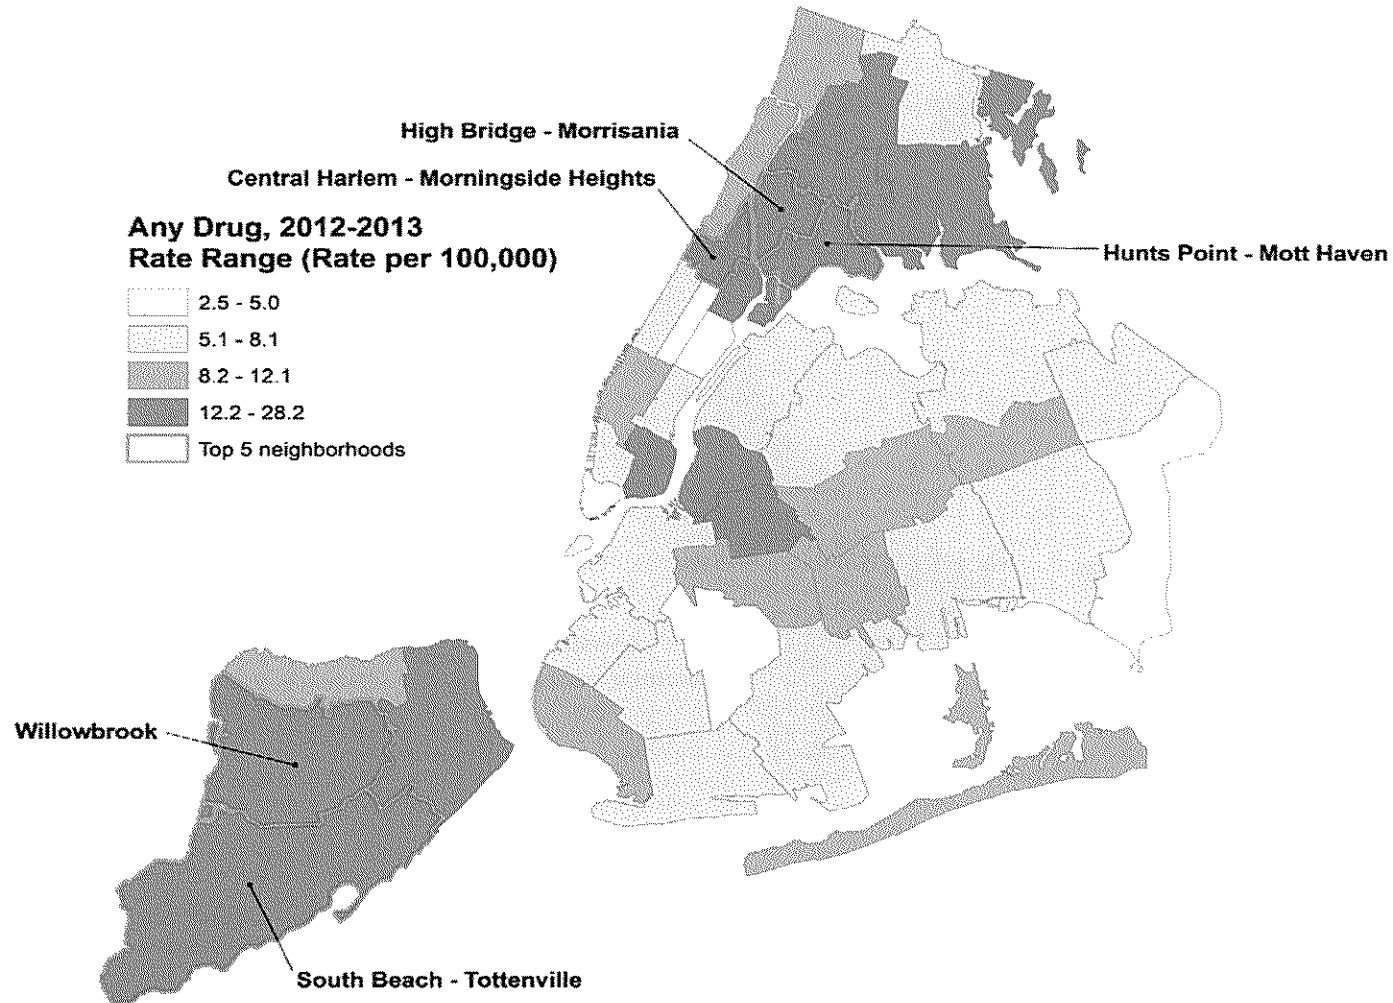 High Bridge - Morrisania
Central Harlem - Morningside Heights
Any Drug, 2012-2013
Rate Range (Rate per 100,000)
2.5 - 5.0
5.1 - 8.1
8.2 - 12.1
12.2 - 28.2
Top 5 neighborhoods
Hunts Point - Mott Haven
Willowbrook
South Beach - Tottenville